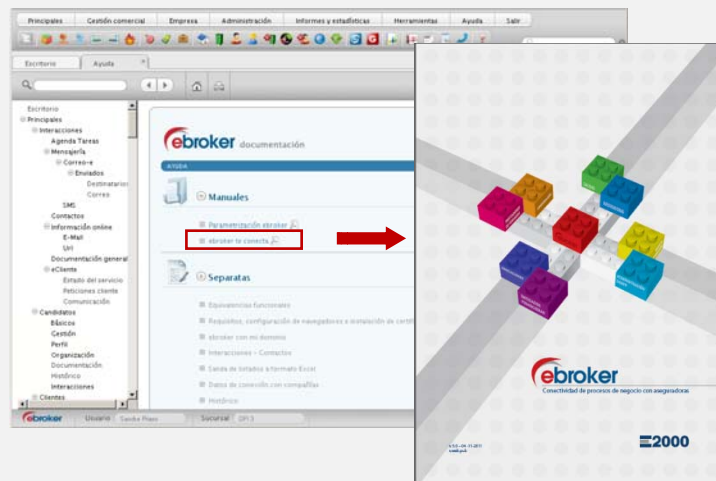 Principales Gestión comercial Empresa Administración Informes y estadísticas Herramientas Ayuda Salir
Escritorio Ayuda
Escritorio
Principales
Interacciones
Agenda Tareas
Mensajería
Correo-e
Enviados
Destinatarios
Correo
SMS
Contactos
Información online
E-Mail
Url
Documentación general
eCliente
Estado del servicio
Peticiones cliente
Comunicación
Candidatos
Básicos
Gestión
Perfil
Organización
Documentación
Histórico
Interacciones
Clientes
ebroker documentación
AYUDA
Manuales
Parametrización ebroker
ebroker te conecta
Separatas
Equivalencias funcionales
Requisitos, configuración de navegadores e instalación de certif
ebroker con mi dominio
Interacciones - Contactos
Salida de listados a formato Excel
Datos de conexión con compañías
Histórico
ebroker Usuario Sucursal
ebroker
Conectividad de procesos de negocio con aseguradoras
E2000